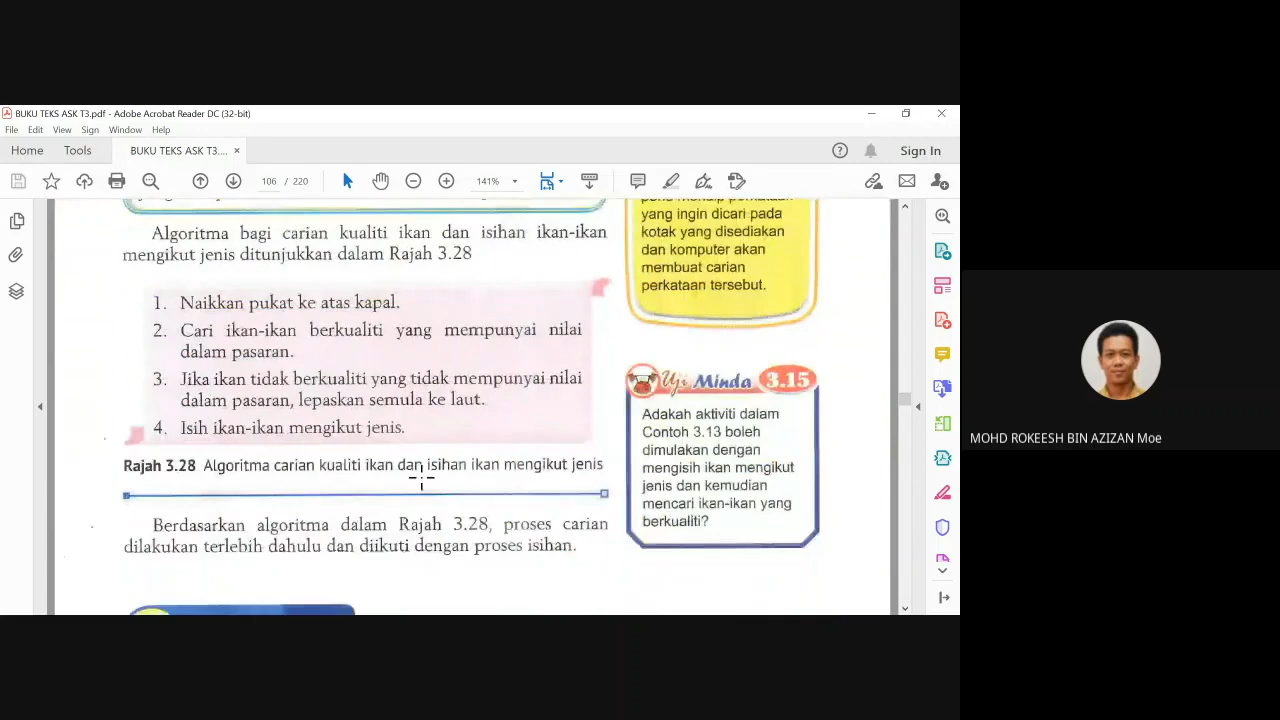 BUKU TEKS ASK T3.pdf - Adobe Acrobat Reader DC (32-bit)
File Edit View Sign Window Help
Home Tools BUKU TEKS ASK T3.... × Sign In
106 / 220 141%
Algoritma bagi carian kualiti ikan dan isihan ikan-ikan
mengikut jenis ditunjukkan dalam Rajah 3.28
1. Naikkan pukat ke atas kapal.
2. Cari ikan-ikan berkualiti yang mempunyai nilai
dalam pasaran.
3. Jika ikan tidak berkualiti yang tidak mempunyai nilai
dalam pasaran, lepaskan semula ke laut.
4. Isih ikan-ikan mengikut jenis.
Rajah 3.28 Algoritma carian kualiti ikan dan isihan ikan mengikut jenis
Berdasarkan algoritma dalam Rajah 3.28, proses carian
dilakukan terlebih dahulu dan diikuti dengan proses isihan.
perkataan
yang ingin dicari pada
kotak yang disediakan
dan komputer akan
membuat carian
perkataan tersebut.
Uji Minda 3.15
Adakah aktiviti dalam
Contoh 3.13 boleh
dimulakan dengan
mengisih ikan mengikut
jenis dan kemudian
mencari ikan-ikan yang
berkualiti?
MOHD ROKEESH BIN AZIZAN Moe